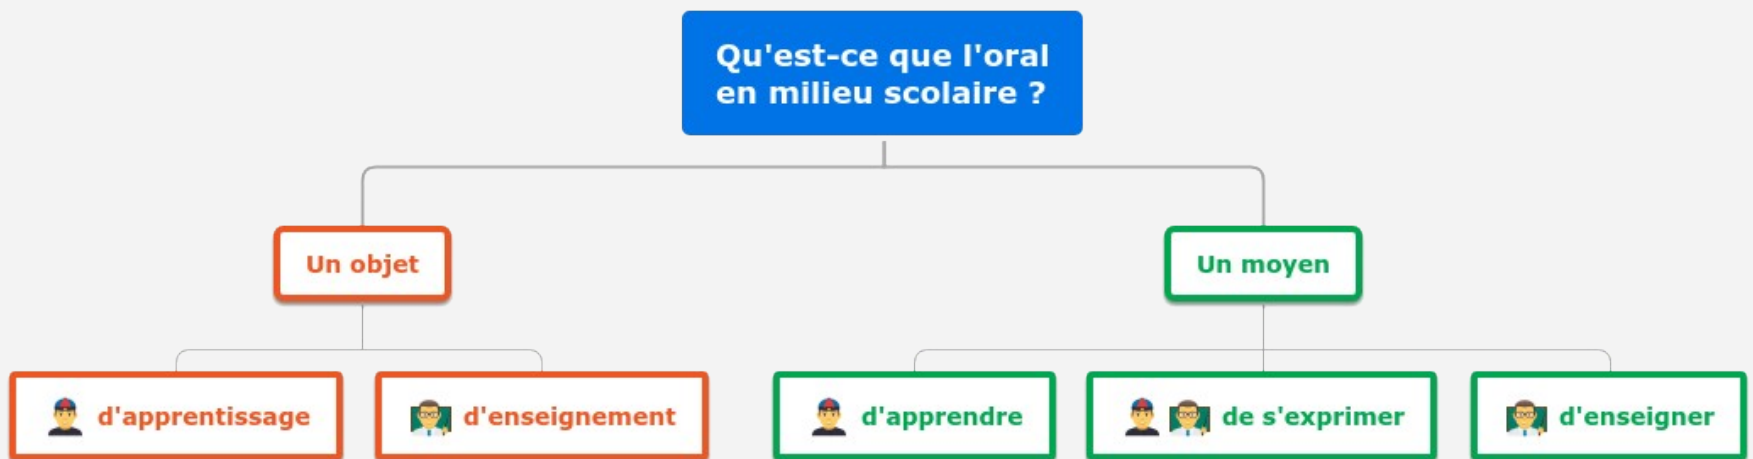 Qu'est-ce que l'oral
en milieu scolaire ?
Un objet
Un moyen
d'apprentissage
d'enseignement
d'apprendre
de s'exprimer
d'enseigner